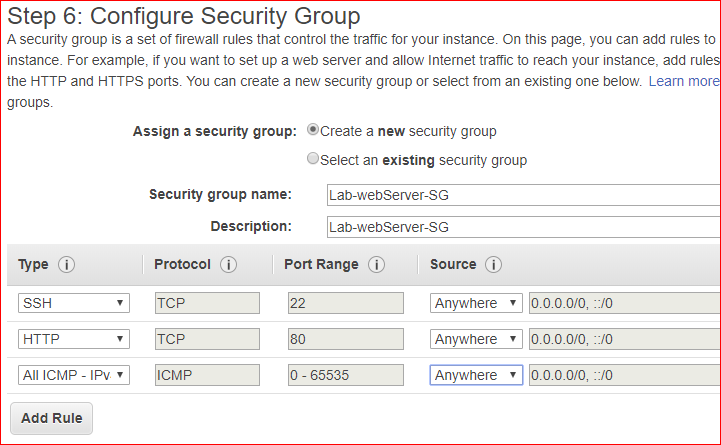 Step 6: Configure Security Group
A security group is a set of firewall rules that control the traffic for your instance. On this page, you can add rules to
instance. For example, if you want to set up a web server and allow Internet traffic to reach your instance, add rules
the HTTP and HTTPS ports. You can create a new security group or select from an existing one below. Learn more
groups.
Assign a security group: Create a new security group
Select an existing security group
Security group name: Lab-webServer-SG
Description: Lab-webServer-SG
Type i Protocol i Port Range i Source i
SSH TCP 22 Anywhere 0.0.0.0/0, ::/0
HTTP TCP 80 Anywhere 0.0.0.0/0, ::/0
All ICMP - IPv ICMP 0 - 65535 Anywhere 0.0.0.0/0, ::/0
Add Rule